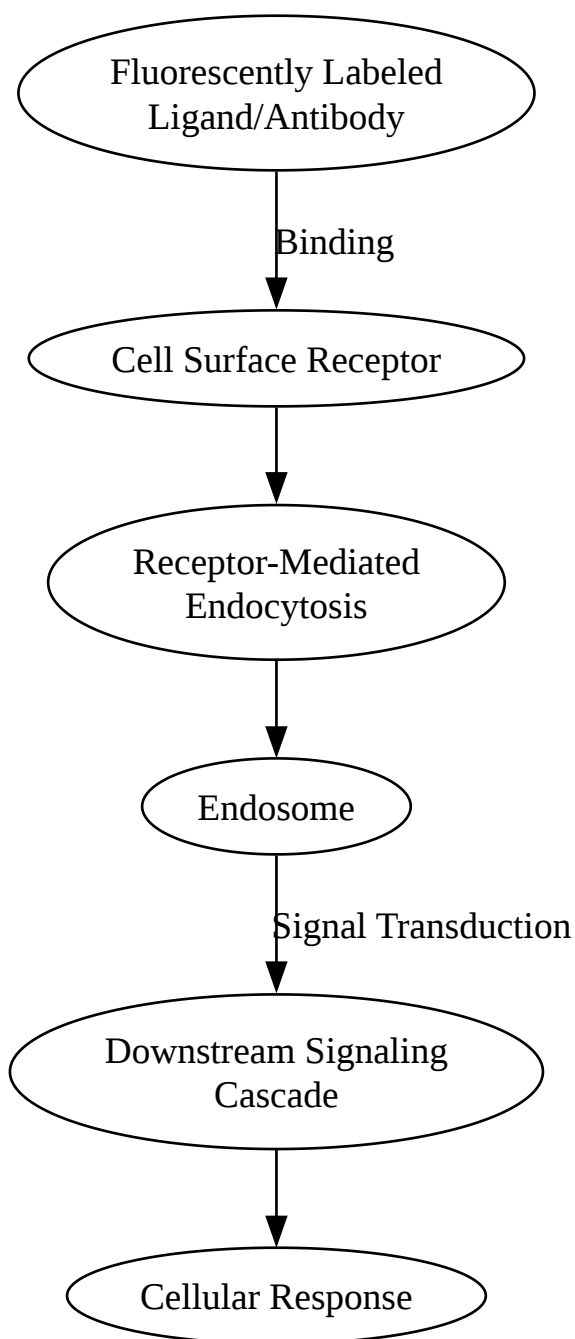 Fluorescently Labeled
Ligand/Antibody
Binding
Cell Surface Receptor
Receptor-Mediated
Endocytosis
Endosome
Signal Transduction
Downstream Signaling
Cascade
Cellular Response